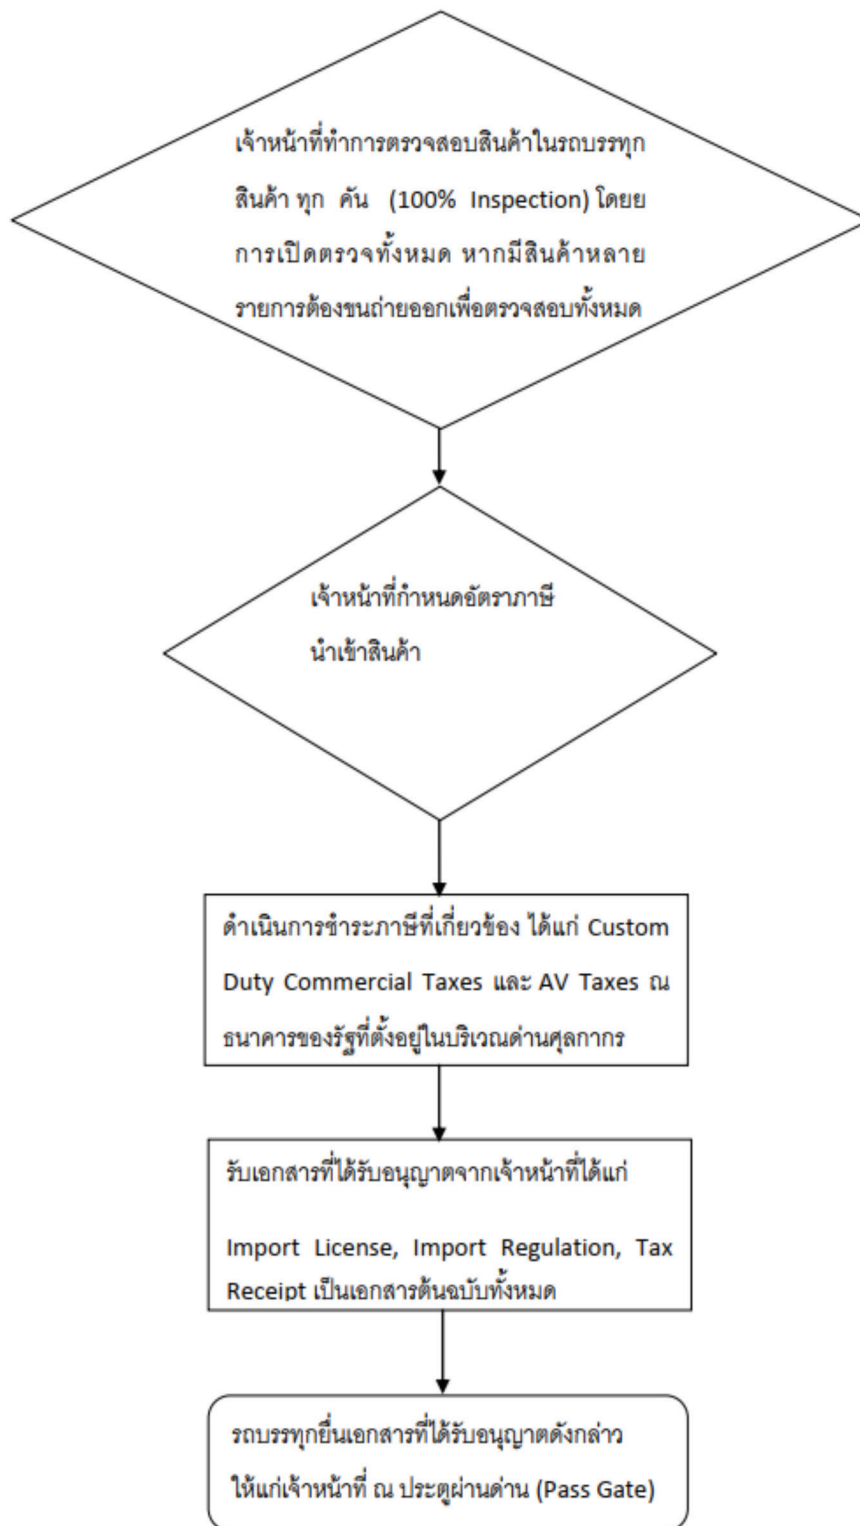 เจ้าหน้าที่ทำการตรวจสอบสินค้าในรถบรรทุก
สินค้า ทุก คัน (100% Inspection) โดยย
การเปิดตรวจทั้งหมด หากมีสินค้าหลาย
รายการต้องขนถ่ายออกเพื่อตรวจสอบทั้งหมด
เจ้าหน้าที่กำหนดอัตราภาษี
นำเข้าสินค้า
ดำเนินการชำระภาษีที่เกี่ยวข้อง ได้แก่ Custom
Duty Commercial Taxes และ AV Taxes ณ
ธนาคารของรัฐที่ตั้งอยู่ในบริเวณด่านศุลกากร
รับเอกสารที่ได้รับอนุญาตจากเจ้าหน้าที่ได้แก่
Import License, Import Regulation, Tax
Receipt เป็นเอกสารต้นฉบับทั้งหมด
รถบรรทุกยื่นเอกสารที่ได้รับอนุญาตดังกล่าว
ให้แก่เจ้าหน้าที่ ณ ประตูผ่านด่าน (Pass Gate)